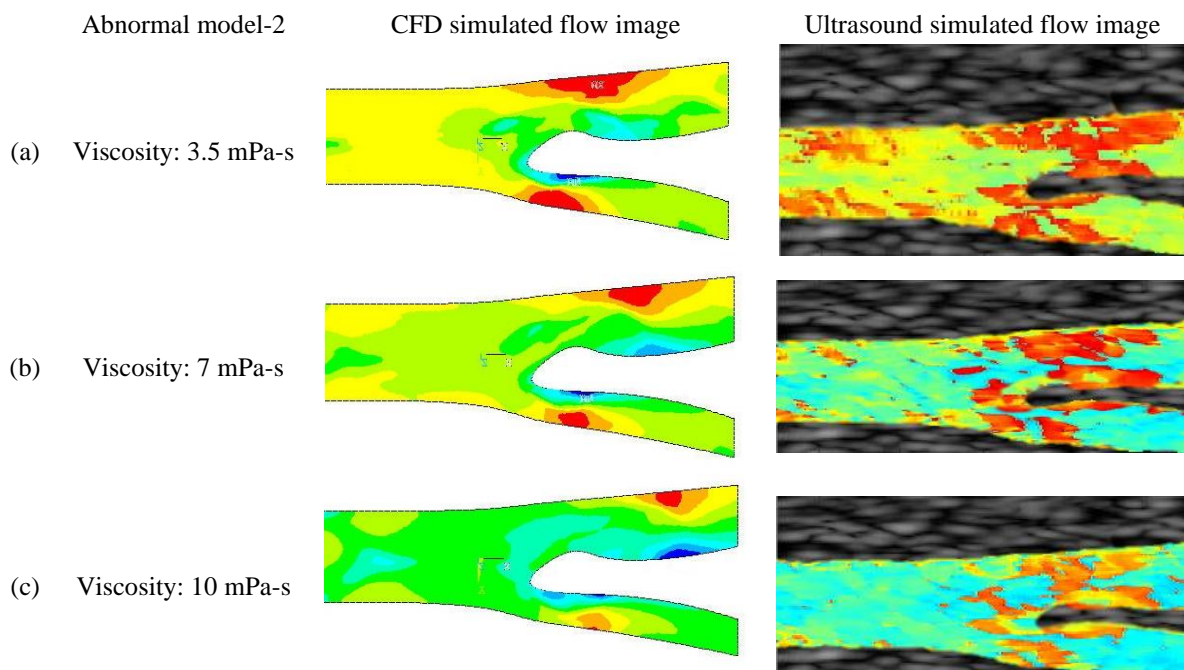 Abnormal model-2 CFD simulated flow image Ultrasound simulated flow image
(a) Viscosity: 3.5 mPa-s
(b) Viscosity: 7 mPa-s
(c) Viscosity: 10 mPa-s